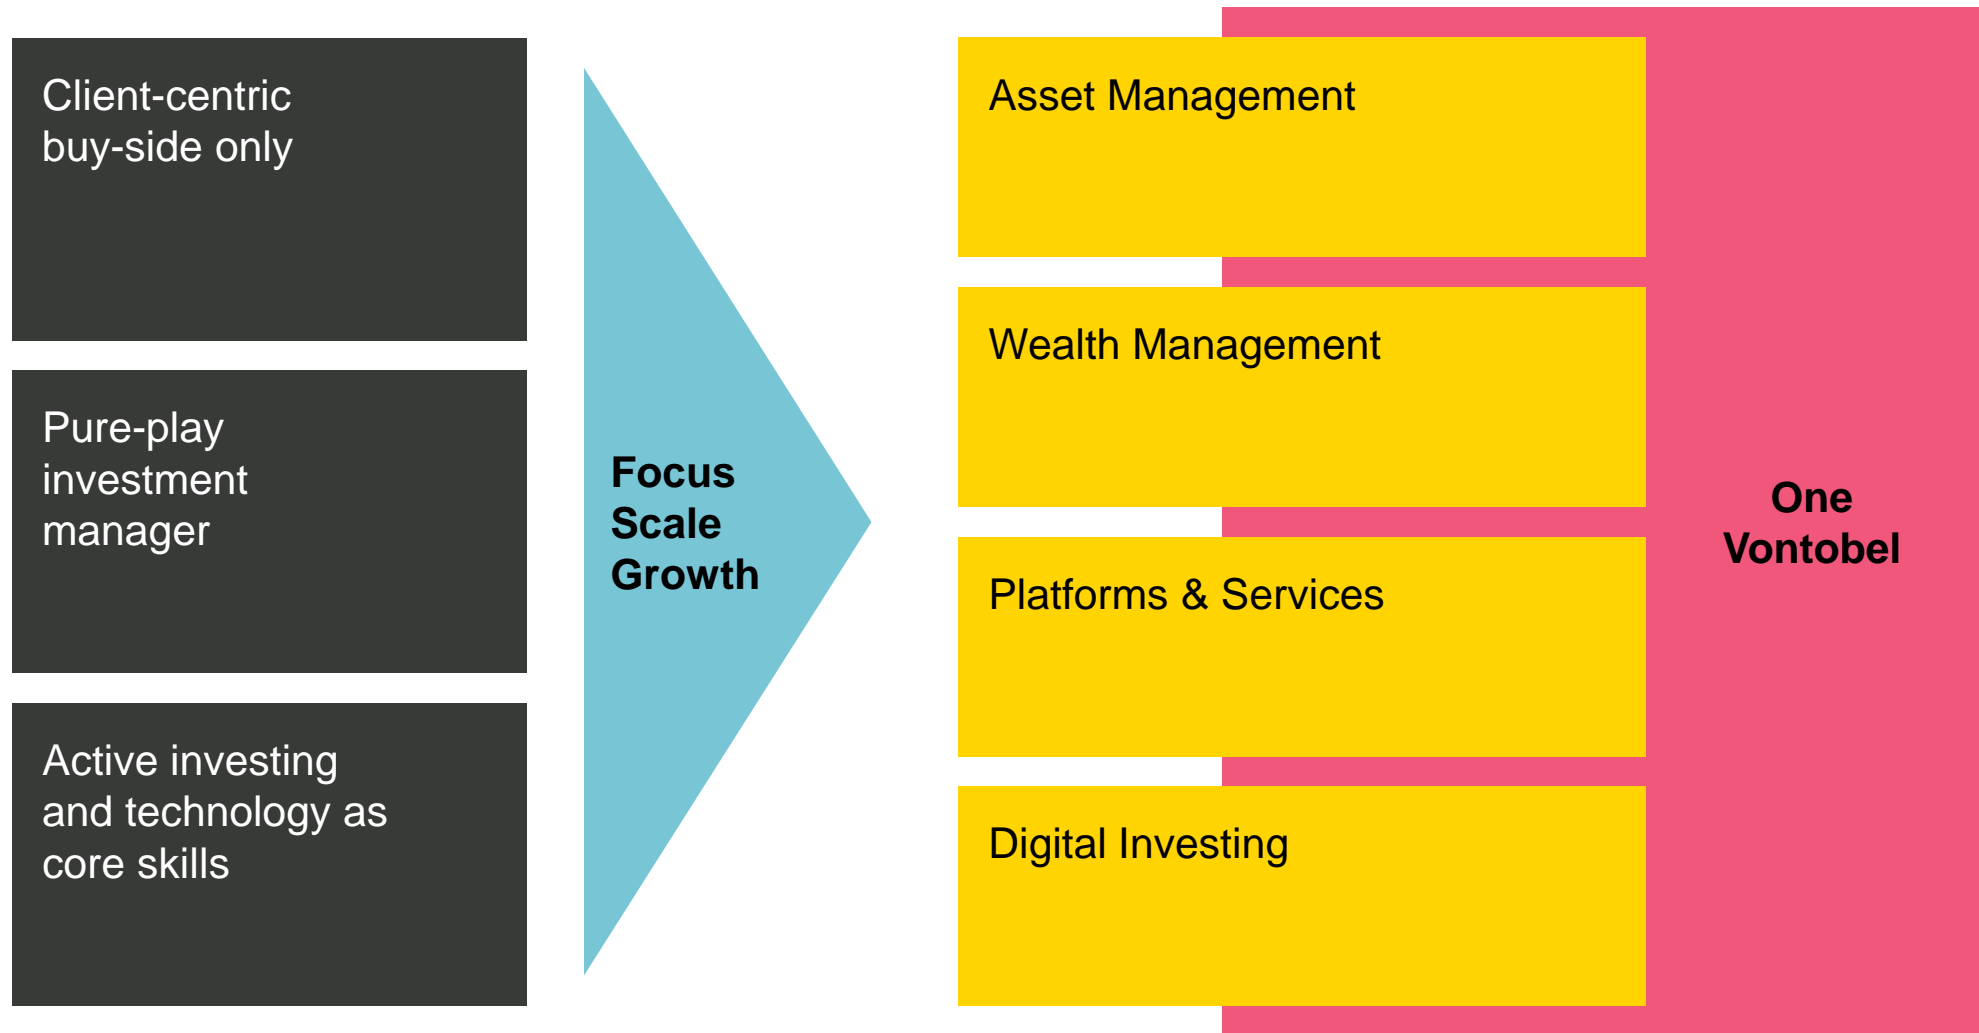 Client-centric
buy-side only
Pure-play
investment
manager
Active investing
and technology as
core skills
Focus
Scale
Growth
Asset Management
Wealth Management
Platforms & Services
Digital Investing
One
Vontobel